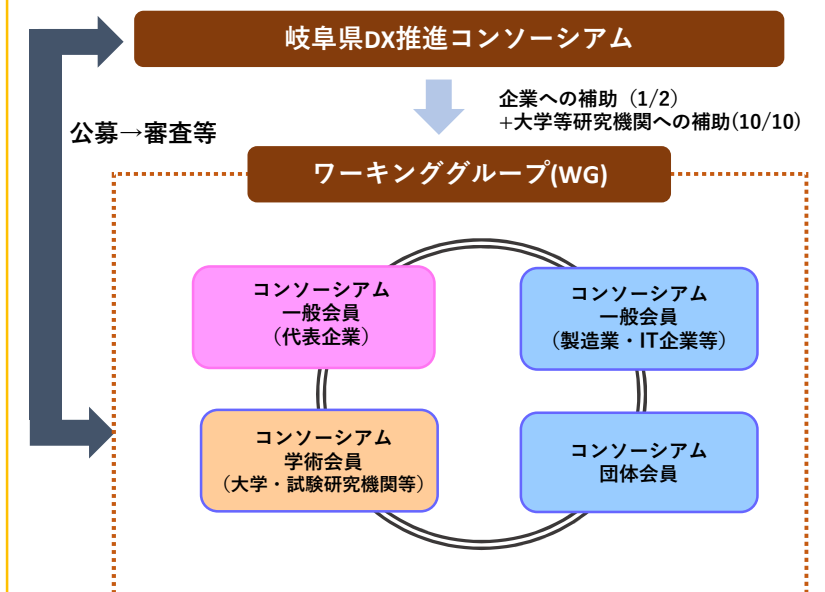 岐阜県DX推進コンソーシアム
企業への補助（1/2）
+大学等研究機関への補助(10/10)
公募→審査等
ワーキンググループ(WG)
コンソーシアム
一般会員
（代表企業）
コンソーシアム
一般会員
（製造業・IT企業等）
コンソーシアム
学術会員
（大学・試験研究機関等）
コンソーシアム
団体会員